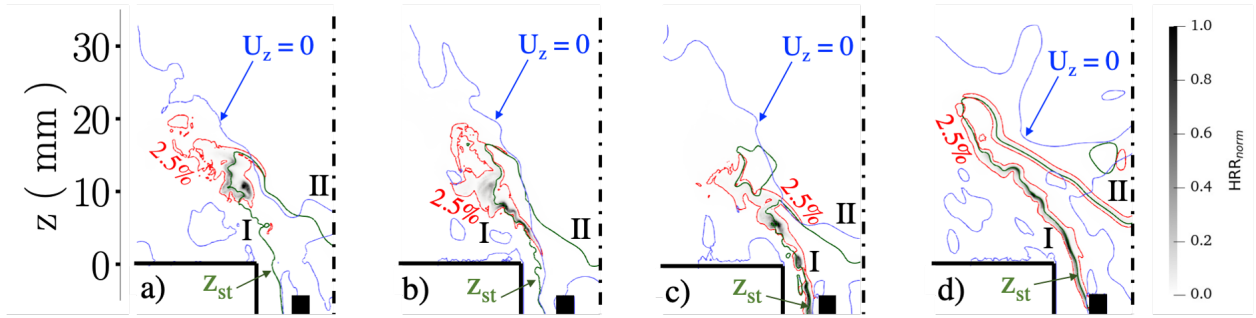 z ( mm )
30
20
10
0
U_z = 0
2.5%
I
II
z_st
a)
U_z = 0
2.5%
I
II
z_st
b)
U_z = 0
2.5%
I
II
z_st
c)
U_z = 0
2.5%
I
II
z_st
d)
1.0
0.8
0.6
0.4
0.2
0.0
HRR_norm